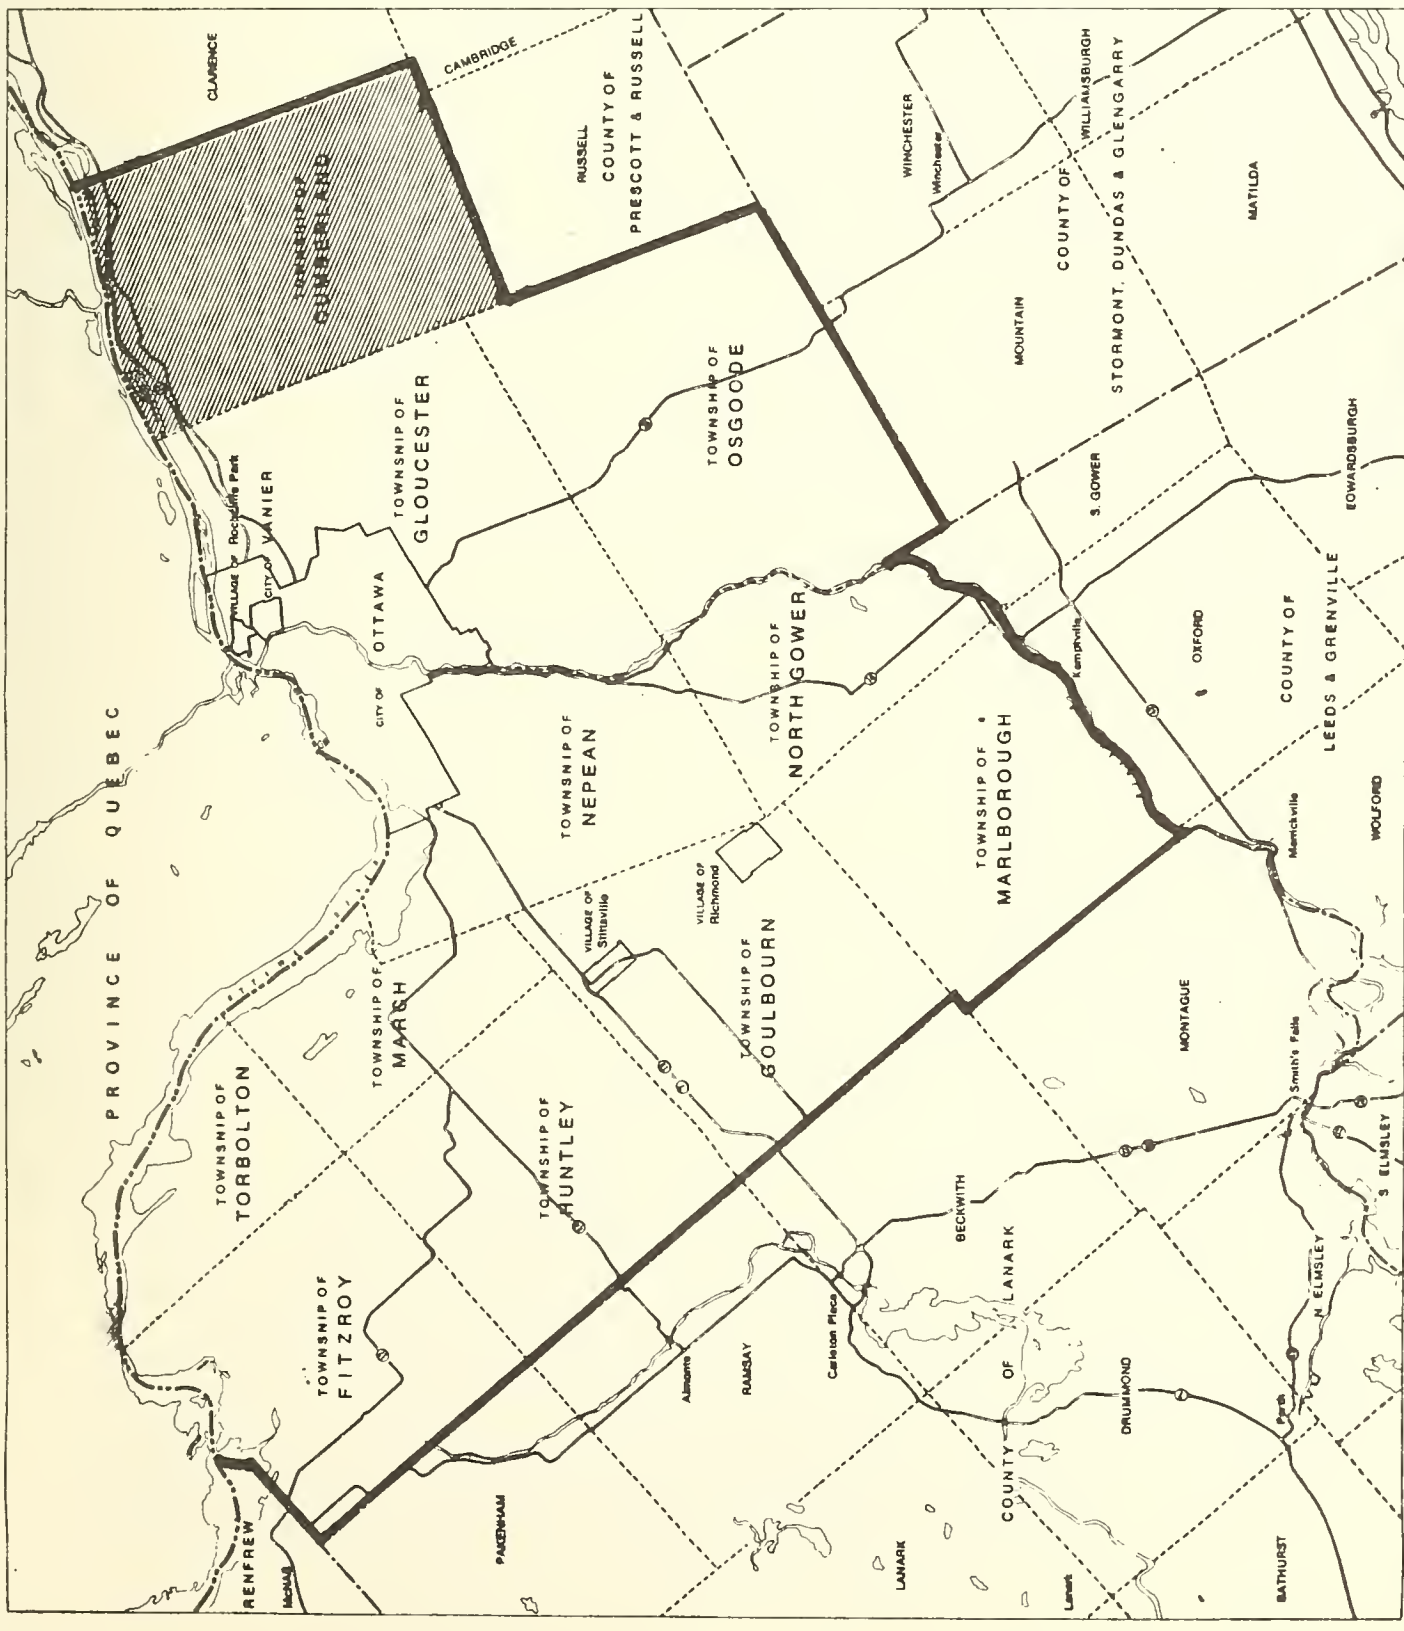 PROVINCE OF QUEBEC
RENFREW
McNAB
TOWNSHIP OF
FITZROY
TOWNSHIP OF
TORBOLTON
TOWNSHIP OF
MARCH
TOWNSHIP OF
HUNTLEY
PAKENHAM
Almonte
RAMSAY
Carleton Place
LANARK
Lanark
COUNTY OF LANARK
DRUMMOND
BATHURST
Perth
BECKWITH
N ELMSLEY
S ELMSLEY
Smith's Falls
MONTAGUE
TOWNSHIP OF
GOULBOURN
VILLAGE OF
Stittsville
VILLAGE OF
Richmond
TOWNSHIP OF
NEPEAN
CITY OF OTTAWA
VILLAGE OF Rockcliffe Park
CITY OF VANIER
TOWNSHIP OF
GLOUCESTER
TOWNSHIP OF
CUMBERLAND
CLARENCE
CAMBRIDGE
RUSSELL
COUNTY OF
PRESCOTT & RUSSELL
TOWNSHIP OF
OSGOODE
TOWNSHIP OF
NORTH GOWER
TOWNSHIP OF
MARLBOROUGH
Kemptville
Merrickville
WOLFORD
OXFORD
COUNTY OF
LEEDS & GRENVILLE
S. GOWER
EDWARDSBURGH
MOUNTAIN
WINCHESTER
Winchester
COUNTY OF
STORMONT, DUNDAS & GLENGARRY
WILLIAMSBURGH
MATILDA